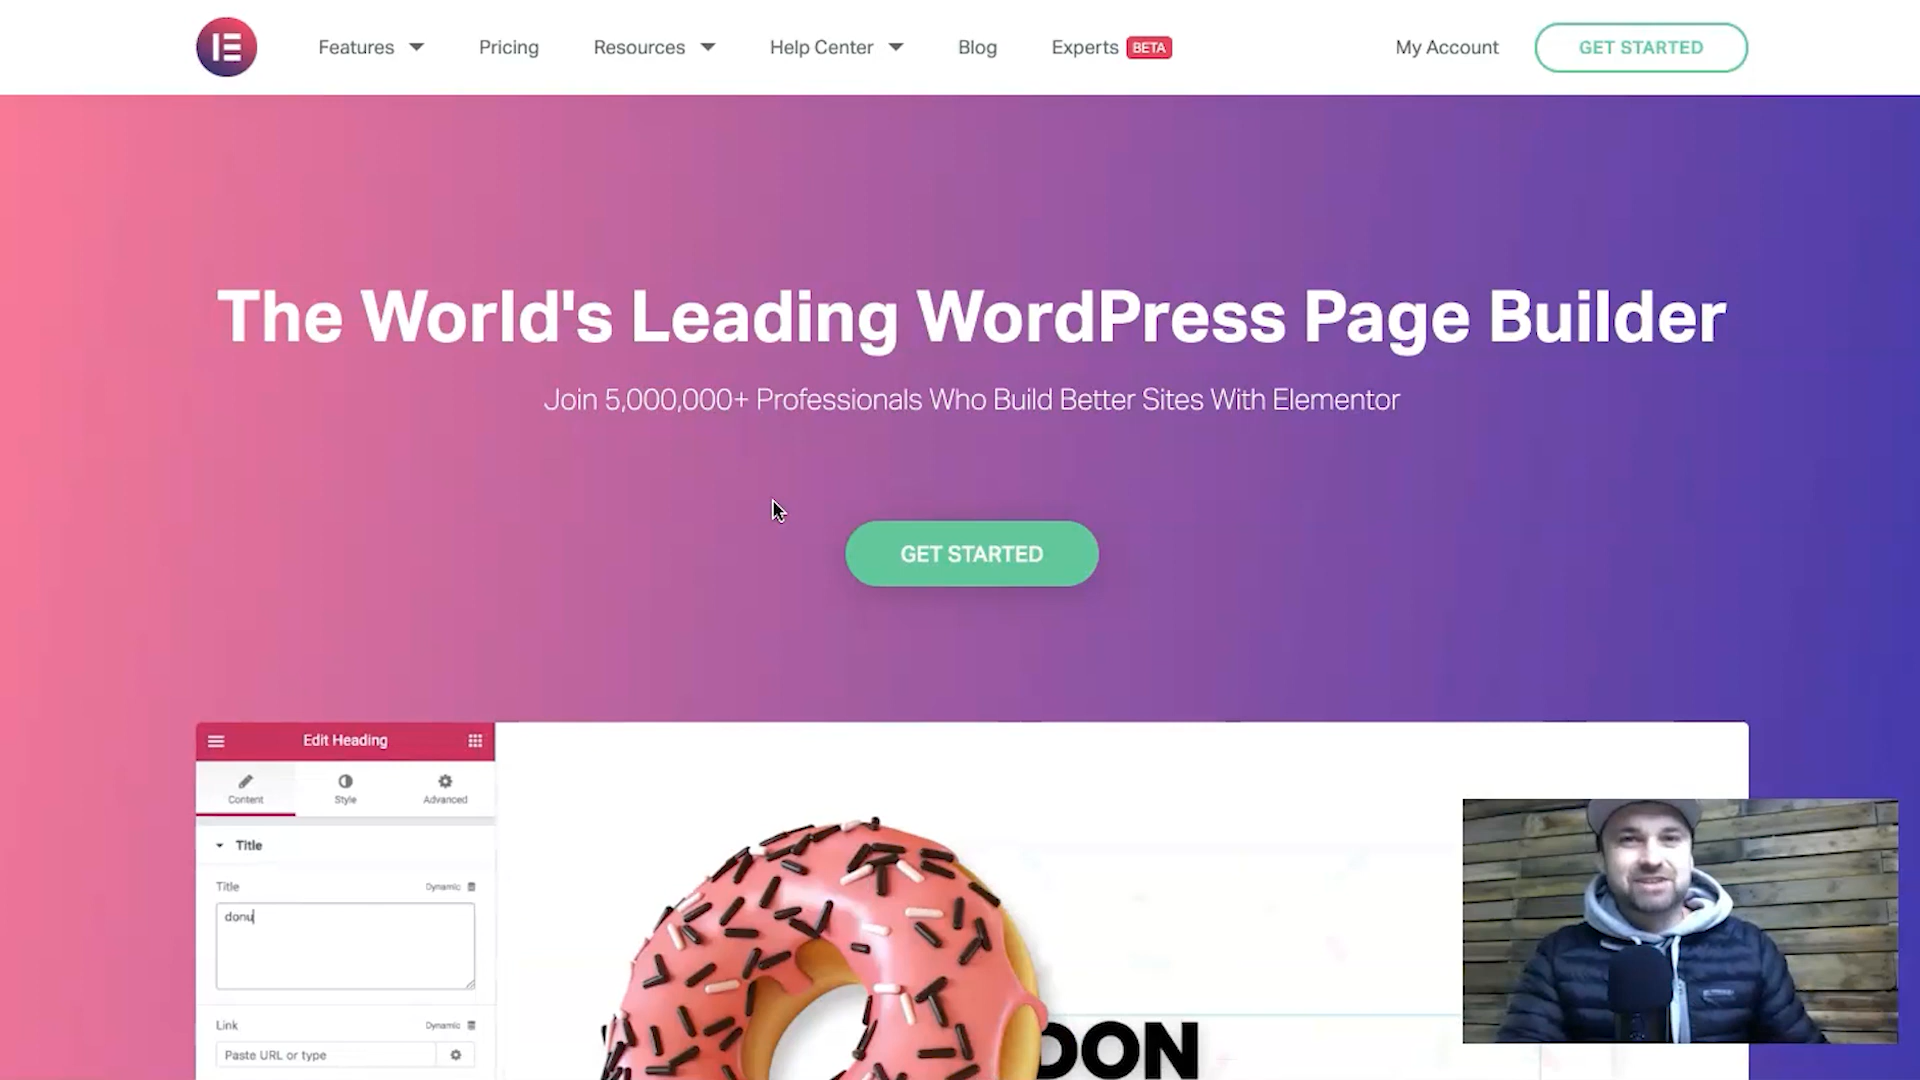 Features
Pricing
Resources
Help Center
Blog
Experts BETA
My Account
GET STARTED
The World's Leading WordPress Page Builder
Join 5,000,000+ Professionals Who Build Better Sites With Elementor
GET STARTED
Edit Heading
Content
Style
Advanced
Title
Title
Dynamic
donu
Link
Dynamic
Paste URL or type
DON